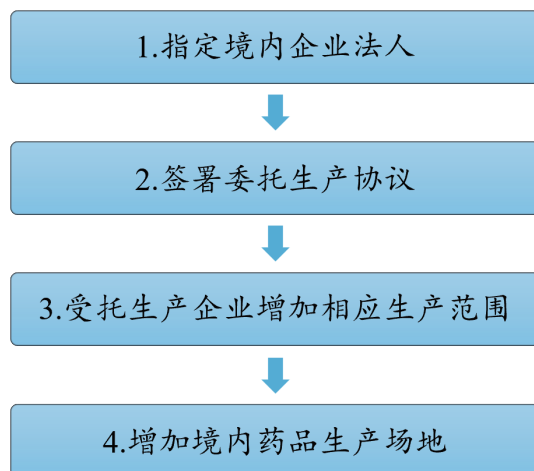 1.指定境内企业法人
2.签署委托生产协议
3.受托生产企业增加相应生产范围
4.增加境内药品生产场地